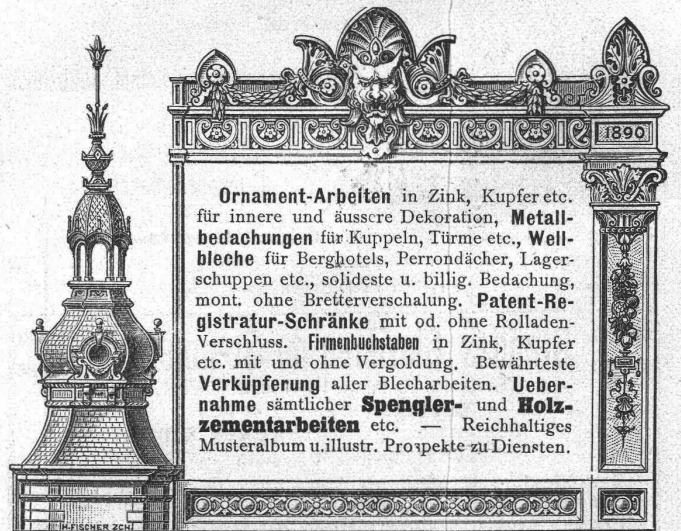 1890
Ornament-Arbeiten in Zink, Kupfer etc.
für innere und äussere Dekoration, Metall-
bedachungen für Kuppeln, Türme etc., Well-
bleche für Berghotels, Perrondächer, Lager-
schuppen etc., solideste u. billig. Bedachung,
mont. ohne Bretterverschalung. Patent-Re-
gistratur-Schränke mit od. ohne Rolladen-
Verschluss. Firmenbuchstaben in Zink, Kupfer
etc. mit und ohne Vergoldung. Bewährteste
Verküpferung aller Blecharbeiten. Ueber-
nahme sämtlicher Spengler- und Holz-
zementarbeiten etc. — Reichhaltiges
Musteralbum u. illustr. Prospekte zu Diensten.
H. FISCHER ZCH.